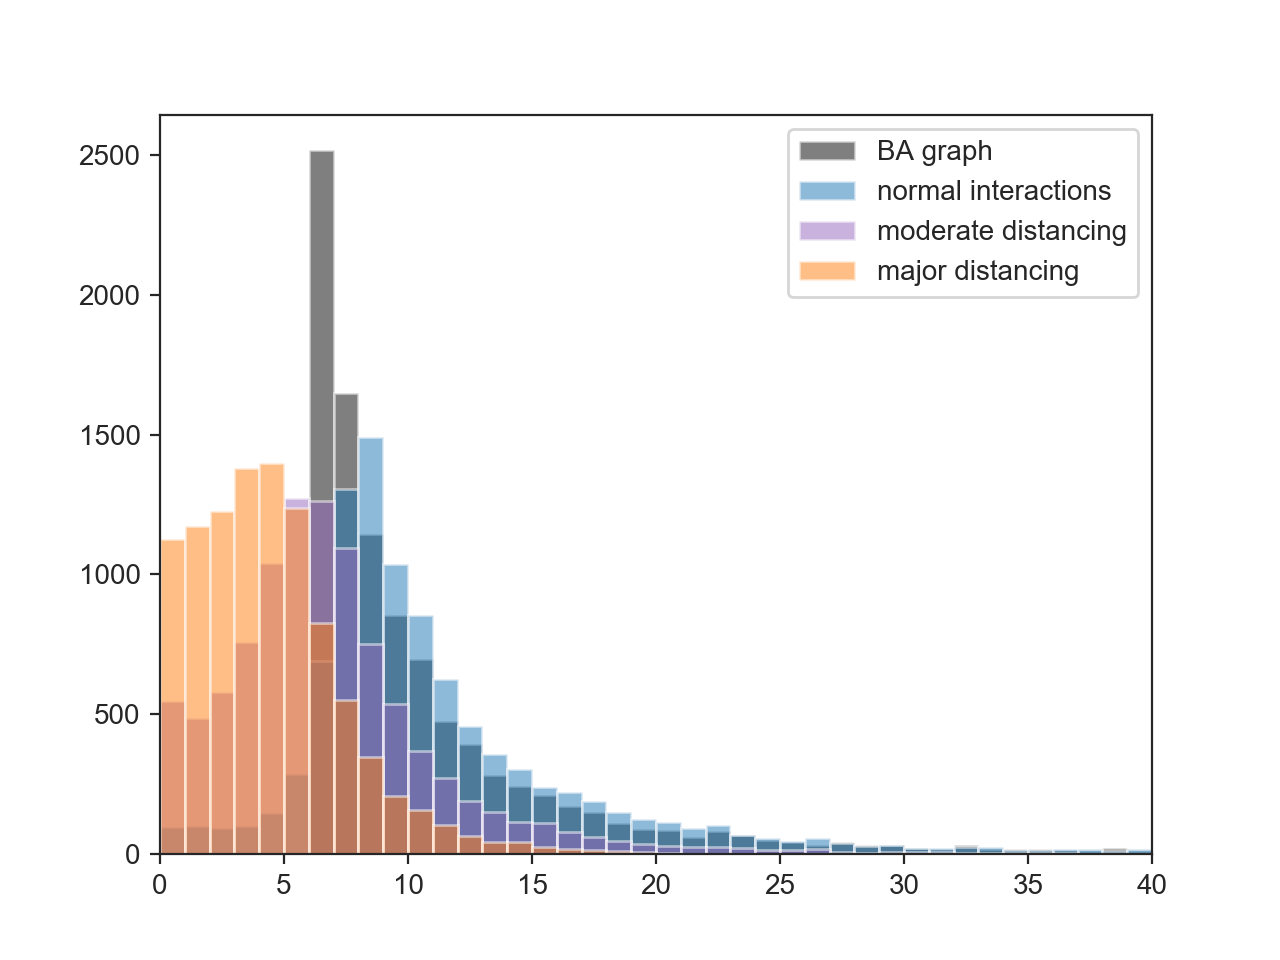 2500
2000
1500
1000
500
0
0 5 10 15 20 25 30 35 40
BA graph
normal interactions
moderate distancing
major distancing